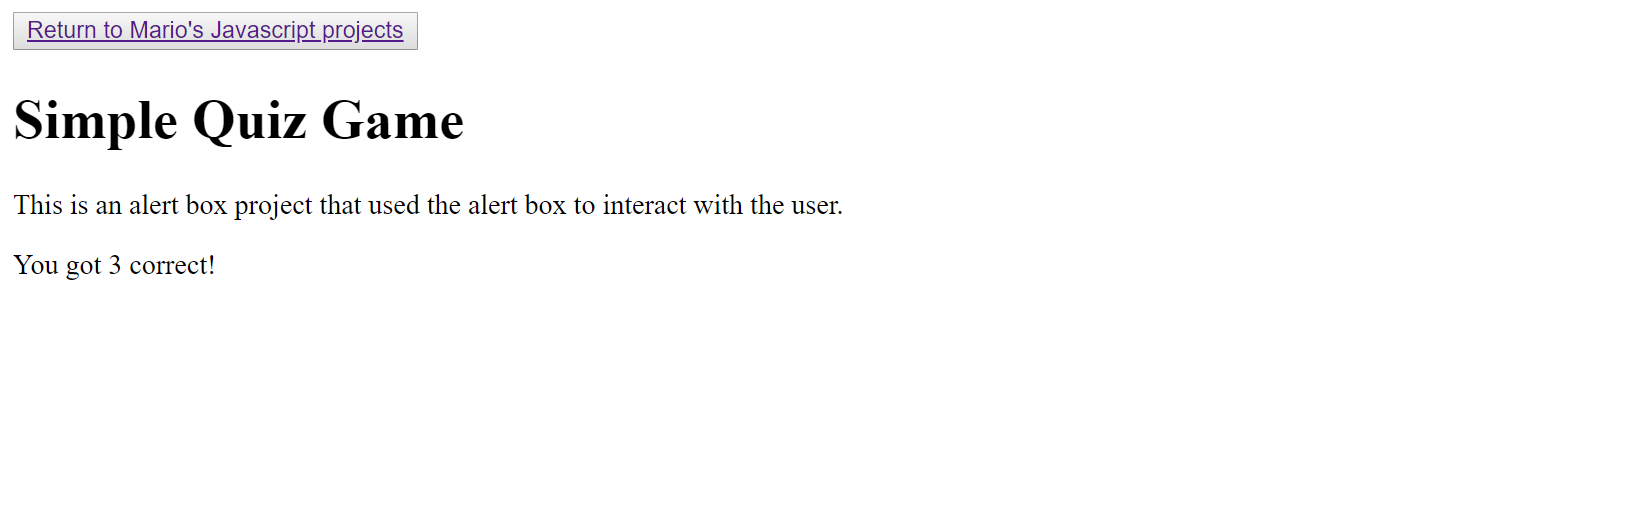 Return to Mario's Javascript projects
Simple Quiz Game
This is an alert box project that used the alert box to interact with the user.
You got 3 correct!